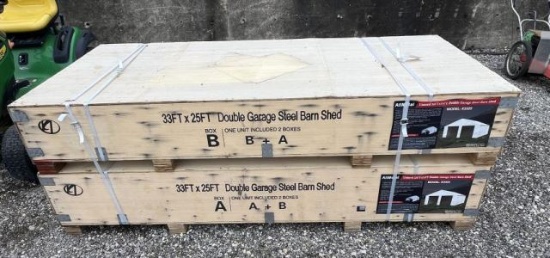 33FT x 25FT Double Garage Steel Barn Shed
BOX
B
ONE UNIT INCLUDED 2 BOXES
B + A
33FT x 25FT Double Garage Steel Barn Shed
BOX
A
ONE UNIT INCLUDED 2 BOXES
A + B